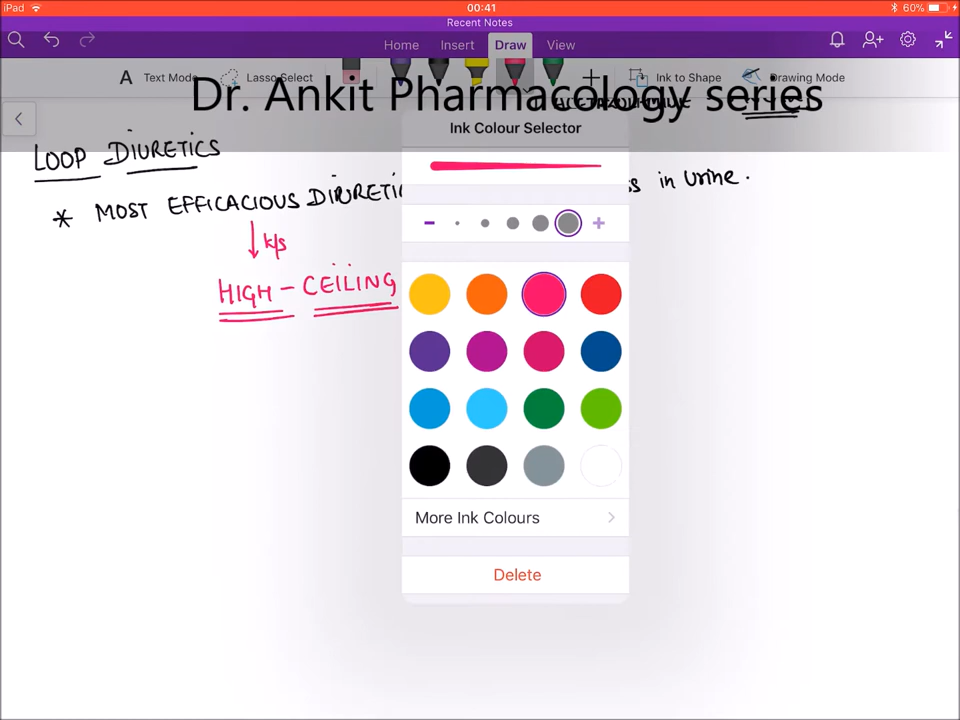 iPad
00:41
60%
Recent Notes
Home
Insert
Draw
View
Text Mode
Lasso Select
Ink to Shape
Drawing Mode
Dr. Ankit Pharmacology series
Ink Colour Selector
LOOP DIURETICS
* MOST EFFICACIOUS in Urine.
k/s
HIGH - CEILING
More Ink Colours
Delete